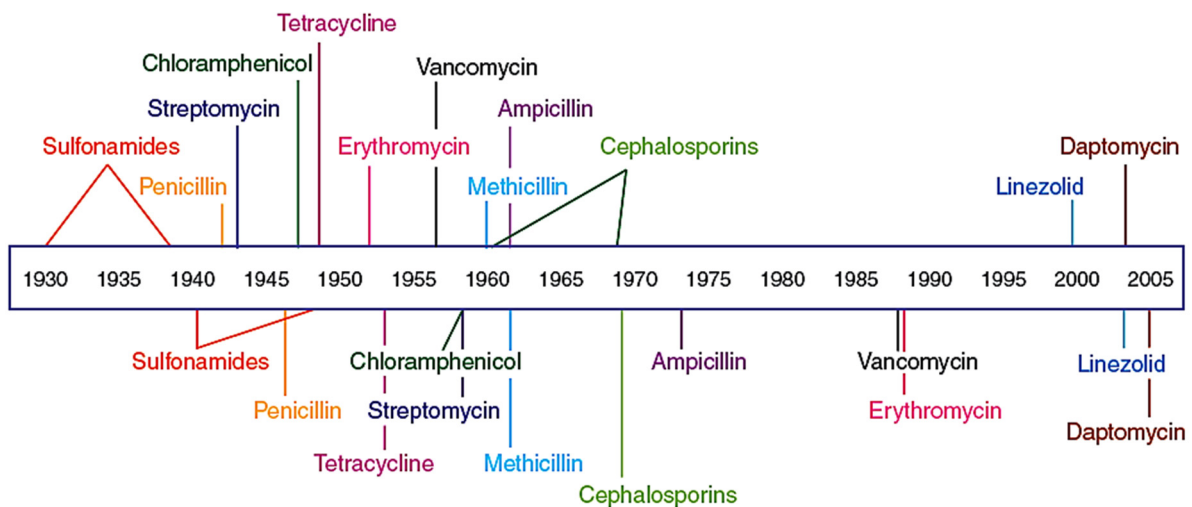 Tetracycline
Chloramphenicol
Vancomycin
Streptomycin
Ampicillin
Sulfonamides
Erythromycin
Cephalosporins
Daptomycin
Penicillin
Methicillin
Linezolid
1930 1935 1940 1945 1950 1955 1960 1965 1970 1975 1980 1985 1990 1995 2000 2005
Sulfonamides
Chloramphenicol
Ampicillin
Vancomycin
Linezolid
Penicillin
Streptomycin
Erythromycin
Daptomycin
Tetracycline
Methicillin
Cephalosporins